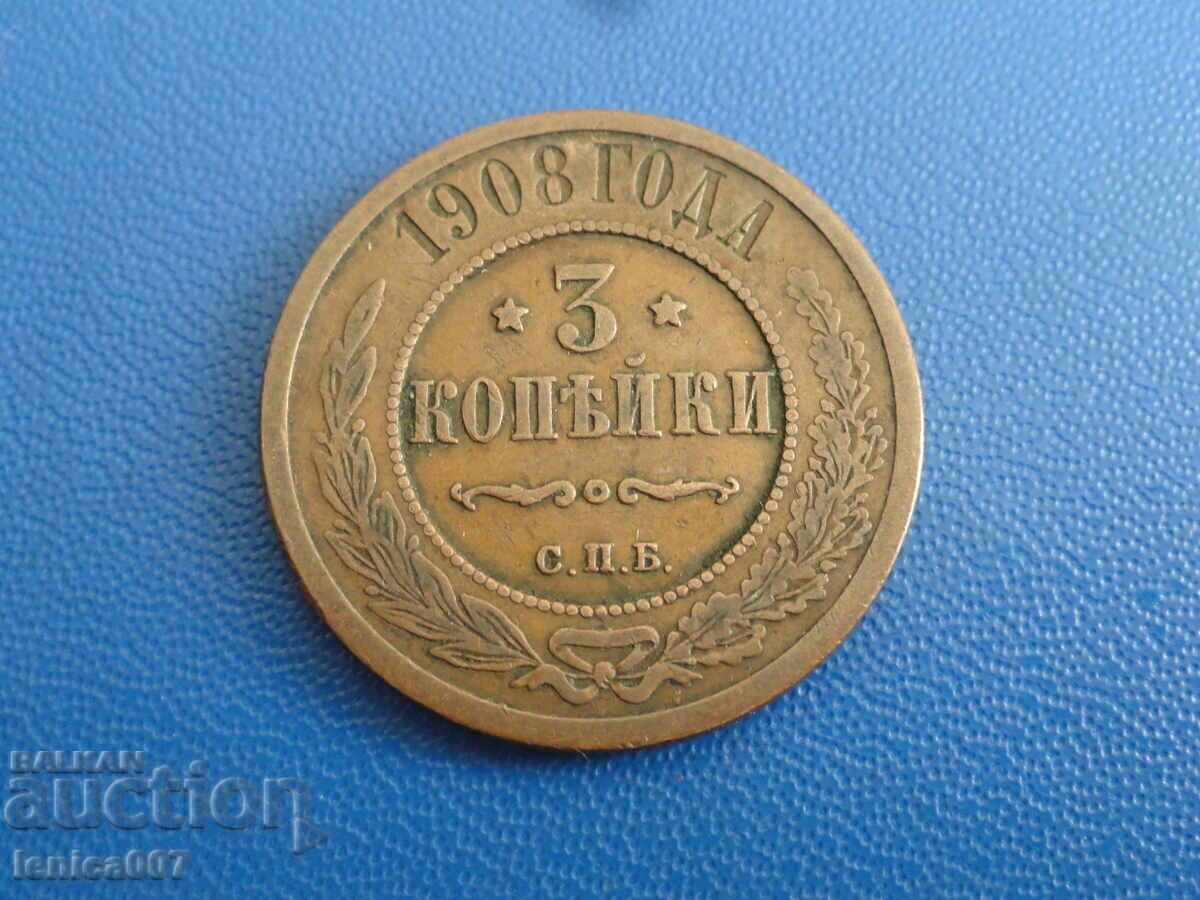 1908 ГОДА
3
КОПѢЙКИ
С.П.Б.
BALKAN
auction
lenica007